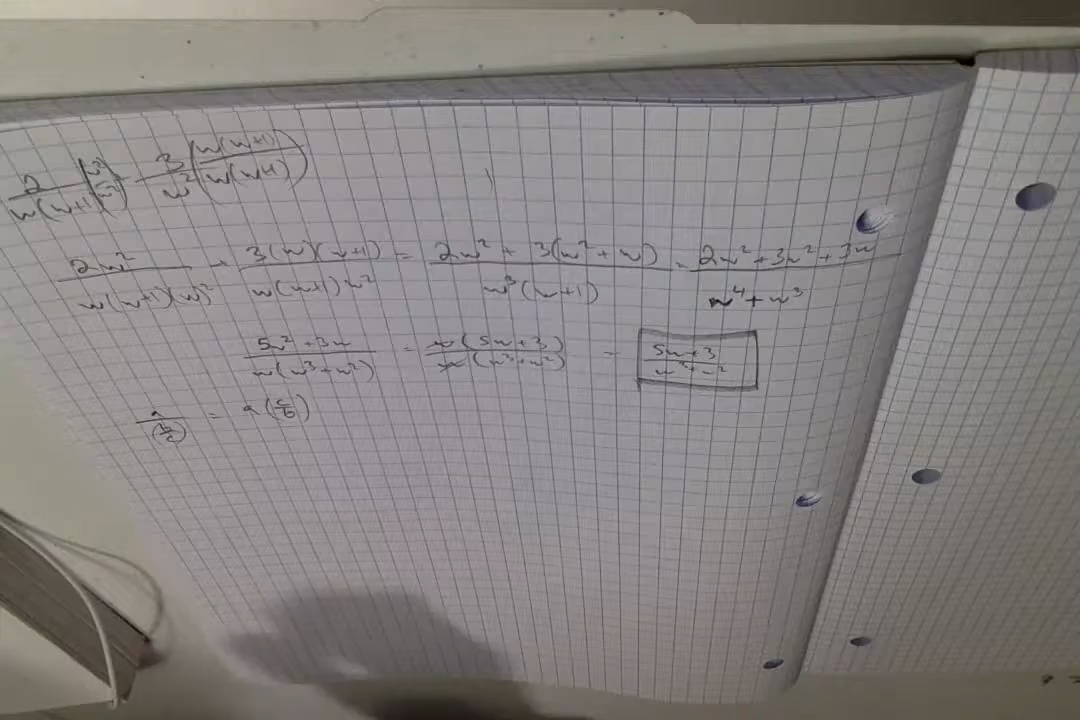 2/(w(w+1)) (w²/w²) + 3/w² (w(w+1)/w(w+1))
2w²/(w(w+1)(w)²) + 3(w)(w+1)/(w(w+1)w²) = (2w² + 3(w² + w))/(w³(w+1)) = (2w² + 3w² + 3w)/(w⁴ + w³)
(5w² + 3w)/(w(w³ + w²)) = w(5w + 3)/(w(w³ + w²)) = (5w + 3)/(w³ + w²)
a/(b/c) = a(c/b)